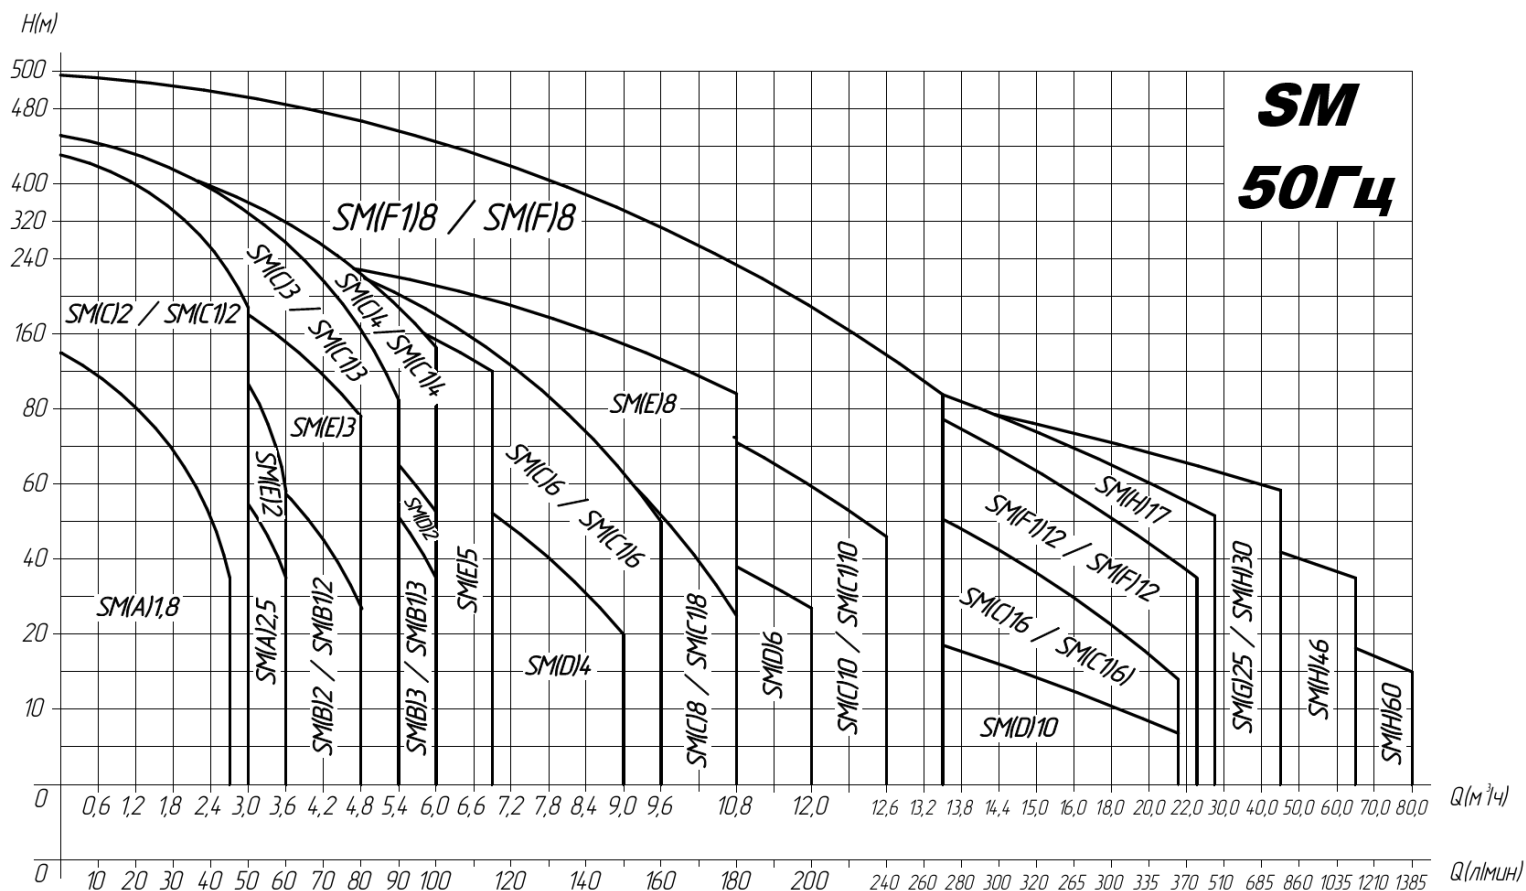 H(м)
500
480
400
320
240
160
80
60
40
20
10
0
SM
50Гц
SM(F1)8 / SM(F)8
SM(C)2 / SM(C1)2
SM(C)3 / SM(C1)3
SM(C)4/SM(C1)4
SM(E)8
SM(E)3
SM(E)2
SM(D)2
SM(C)6 / SM(C1)6
SM(H)17
SM(F1)12 / SM(F)12
SM(A)1,8
SM(A)2,5
SM(B)2 / SM(B1)2
SM(B)3 / SM(B1)3
SM(E)5
SM(D)4
SM(C)8 / SM(C1)8
SM(D)6
SM(C)10 / SM(C1)10
SM(C)16 / SM(C1)6)
SM(D)10
SM(G)25 / SM(H)30
SM(H)46
SM(H)60
0,6 1,2 1,8 2,4 3,0 3,6 4,2 4,8 5,4 6,0 6,6 7,2 7,8 8,4 9,0 9,6 10,8 12,0 12,6 13,2 13,8 14,4 15,0 16,0 18,0 20,0 22,0 30,0 40,0 50,0 60,0 70,0 80,0 Q(м³/ч)
0 10 20 30 40 50 60 70 80 90 100 120 140 160 180 200 240 260 280 300 320 265 300 335 370 510 685 860 1035 1210 1385 Q(л/мин)